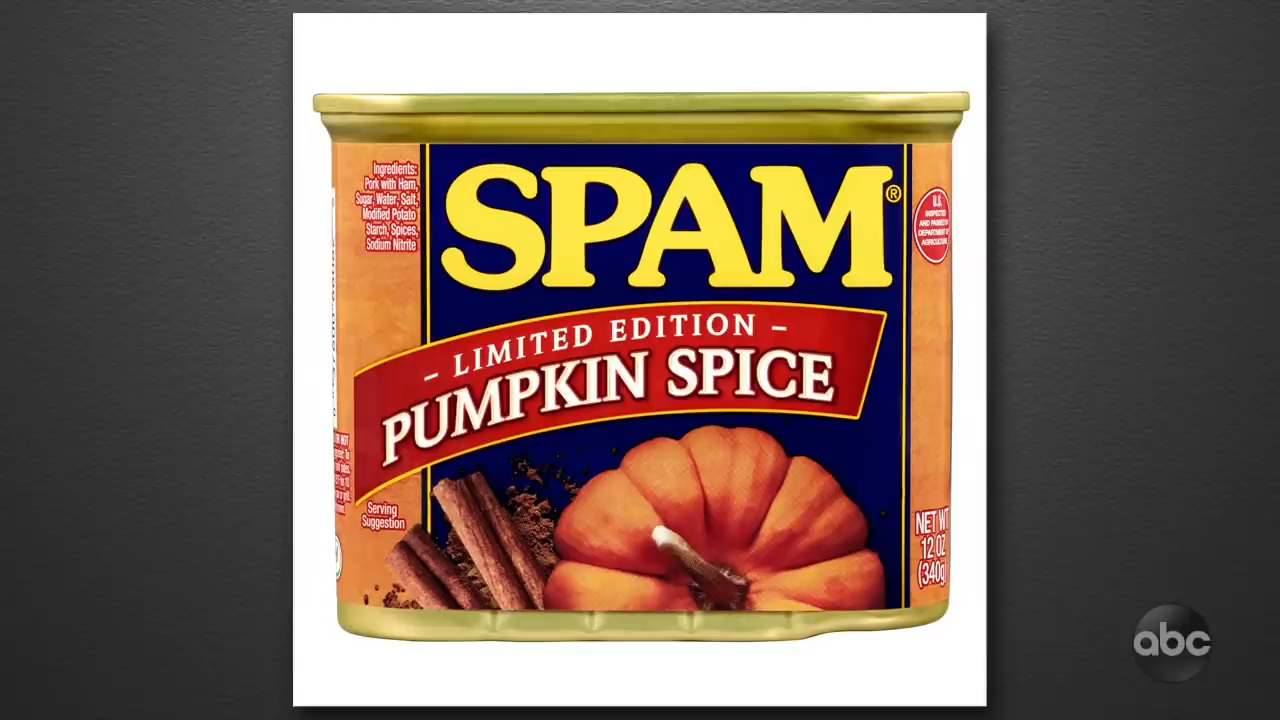 Ingredients:
Pork with Ham,
Sugar, Water, Salt,
Modified Potato
Starch, Spices,
Sodium Nitrite
SPAM®
U.S.
INSPECTED
AND PASSED BY
DEPARTMENT OF
AGRICULTURE
– LIMITED EDITION –
PUMPKIN SPICE
Serving
Suggestion
NET WT
12 OZ
(340g)
abc